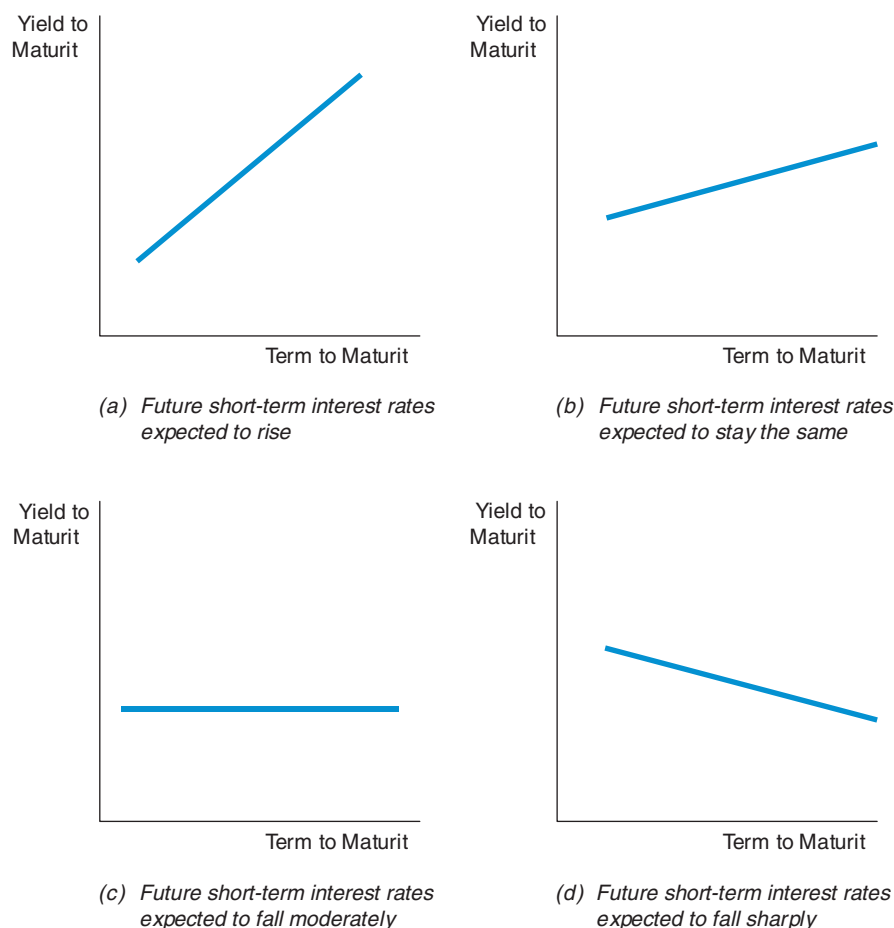 Yield to
Maturit
Term to Maturit
(a) Future short-term interest rates
expected to rise
Yield to
Maturit
Term to Maturit
(b) Future short-term interest rates
expected to stay the same
Yield to
Maturit
Term to Maturit
(c) Future short-term interest rates
expected to fall moderately
Yield to
Maturit
Term to Maturit
(d) Future short-term interest rates
expected to fall sharply